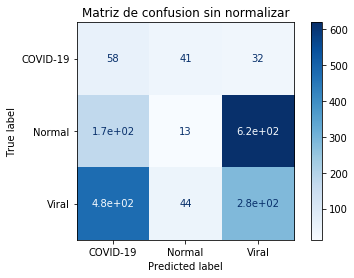 Matriz de confusion sin normalizar
True label
COVID-19 58 41 32
Normal 1.7e+02 13 6.2e+02
Viral 4.8e+02 44 2.8e+02
COVID-19 Normal Viral
Predicted label
600
500
400
300
200
100